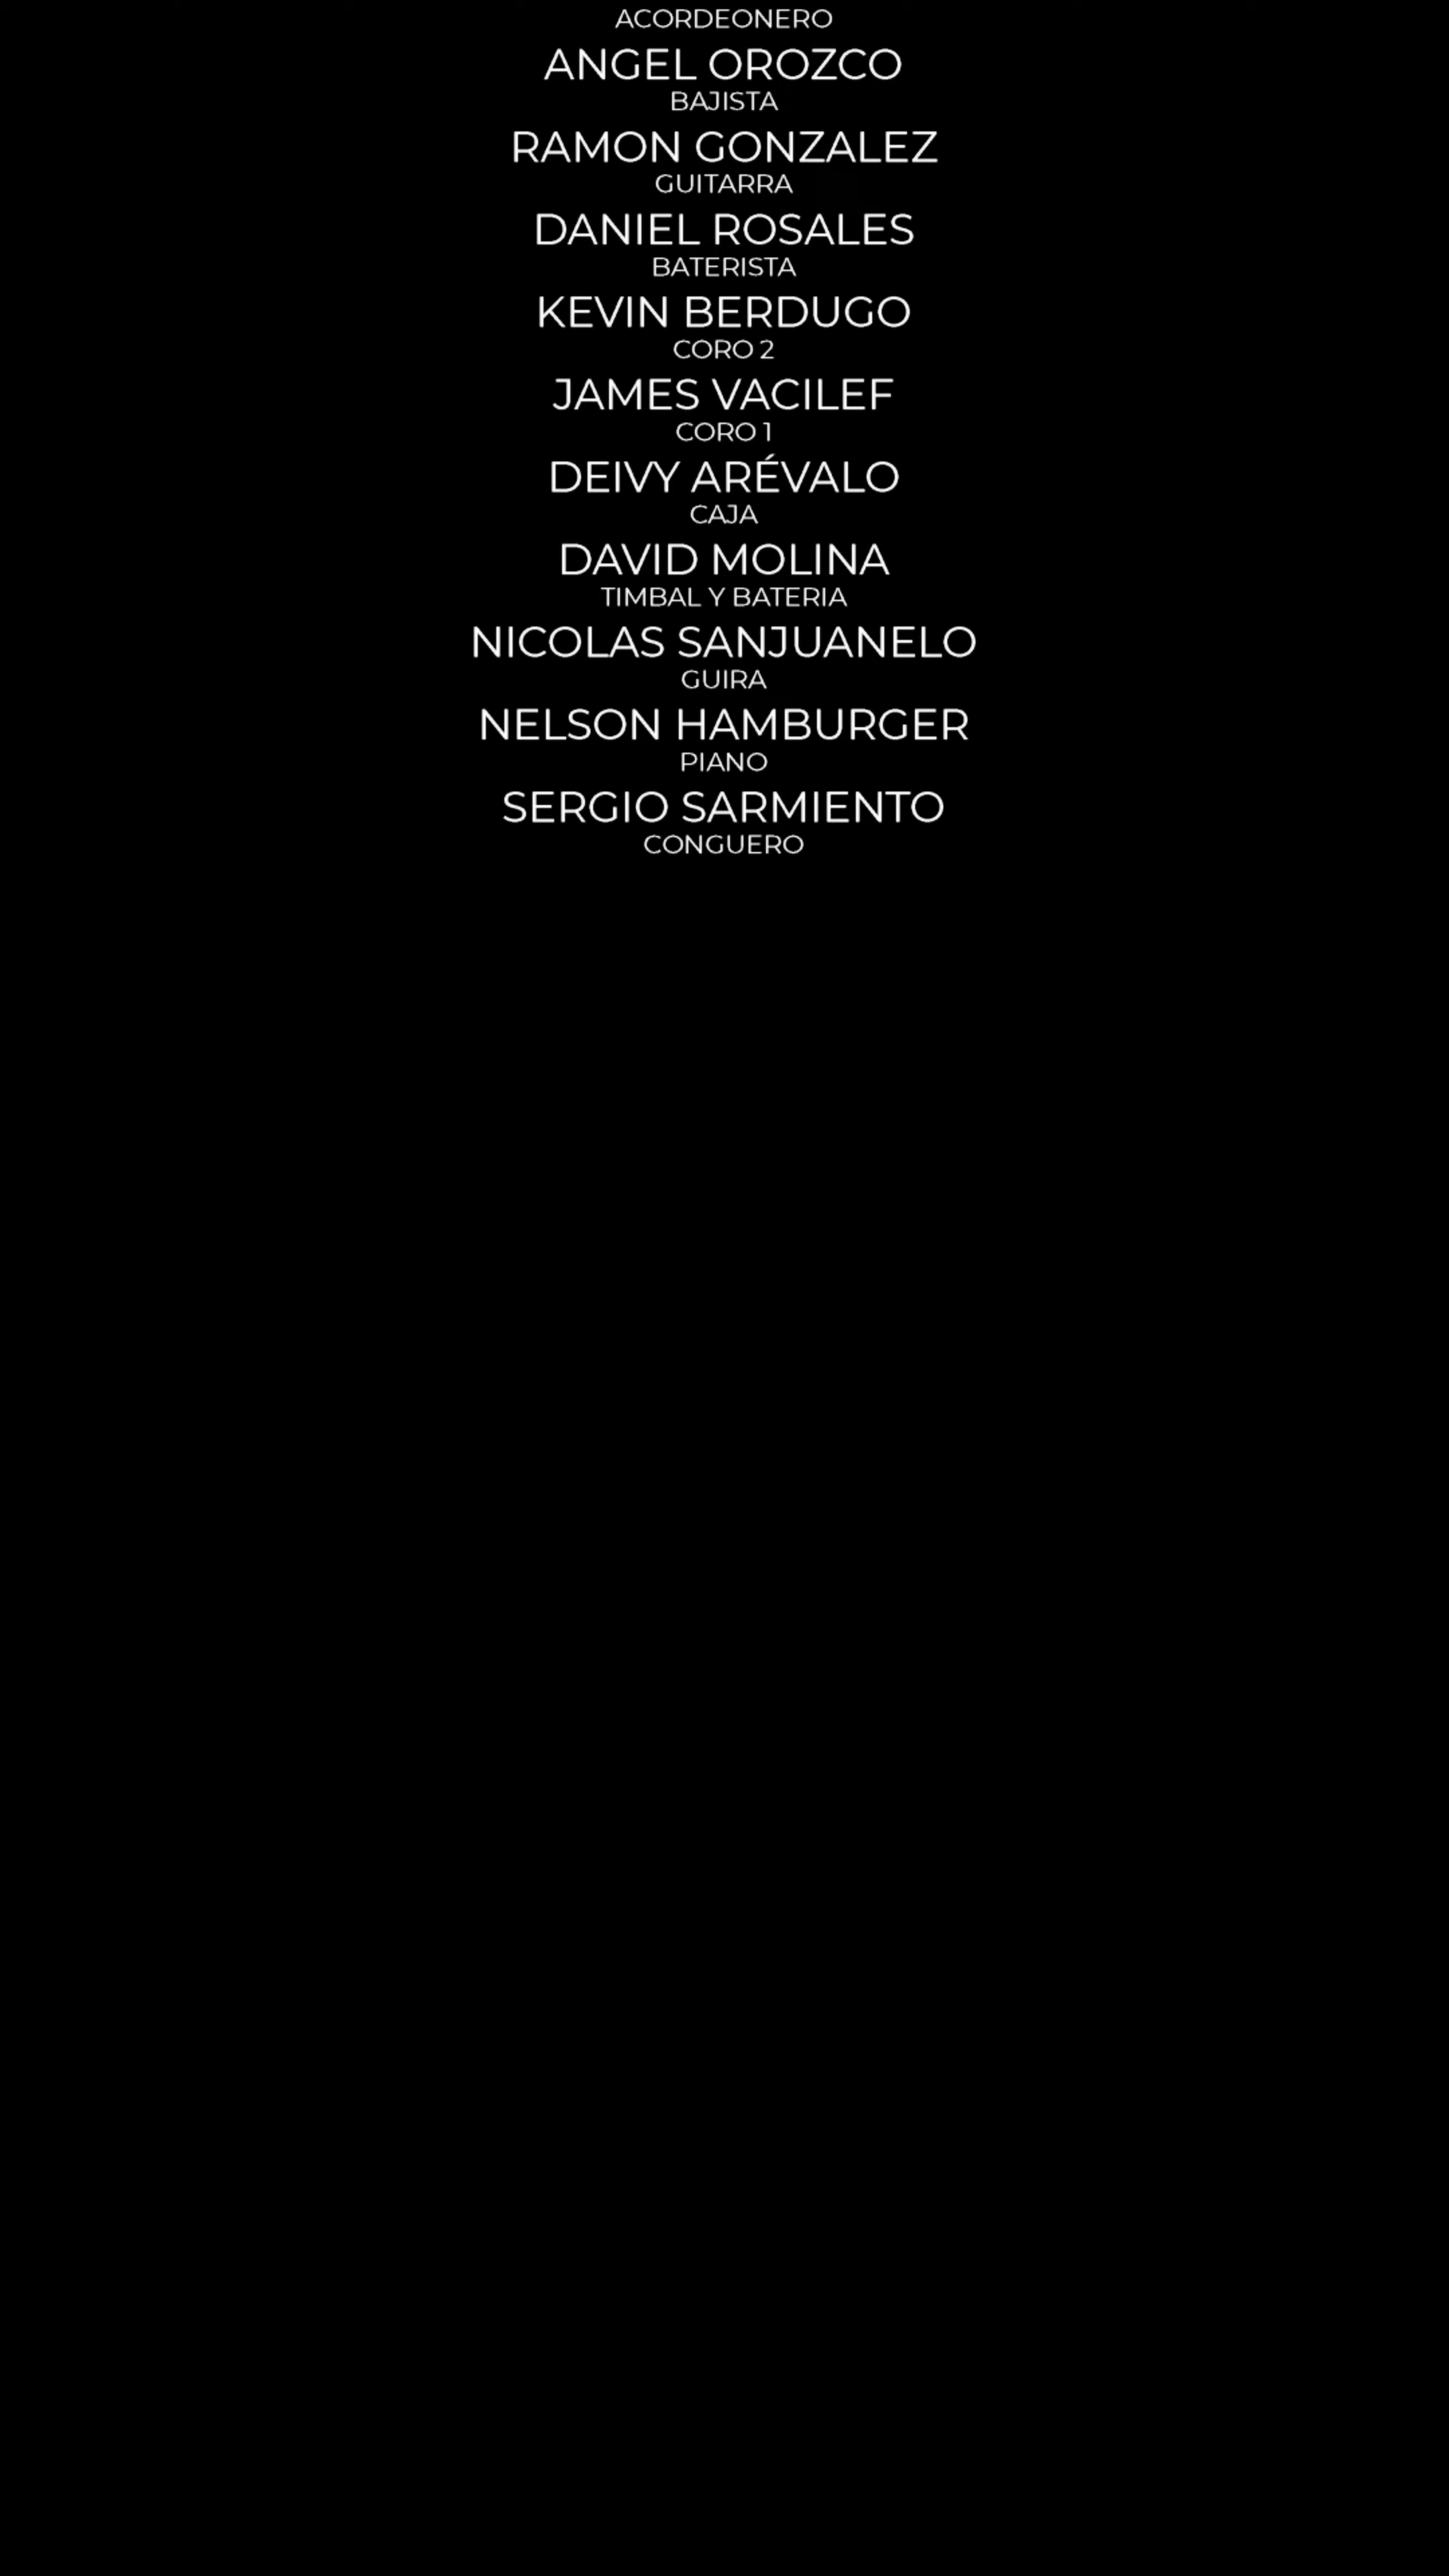 ACORDEONERO
ANGEL OROZCO
BAJISTA
RAMON GONZALEZ
GUITARRA
DANIEL ROSALES
BATERISTA
KEVIN BERDUGO
CORO 2
JAMES VACILEF
CORO 1
DEIVY ARÉVALO
CAJA
DAVID MOLINA
TIMBAL Y BATERIA
NICOLAS SANJUANELO
GUIRA
NELSON HAMBURGER
PIANO
SERGIO SARMIENTO
CONGUERO